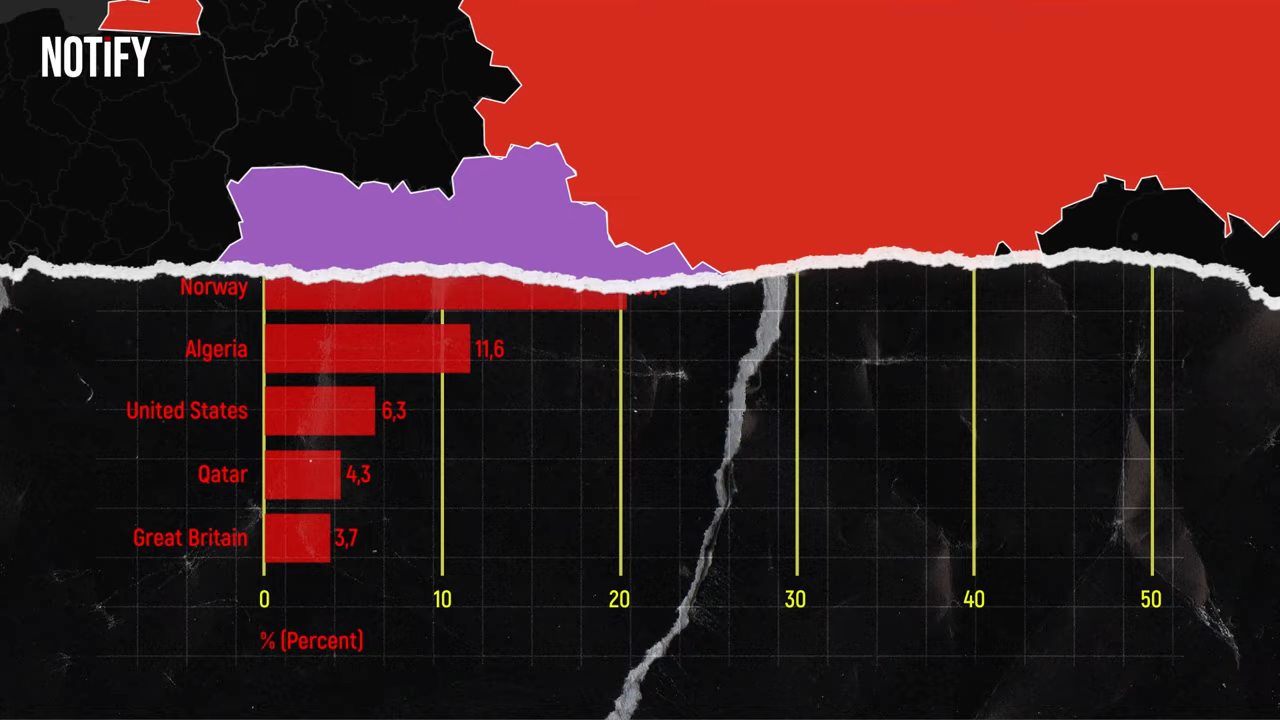 NOTiFY
Norway
Algeria 11,6
United States 6,3
Qatar 4,3
Great Britain 3,7
0 10 20 30 40 50
% (Percent)